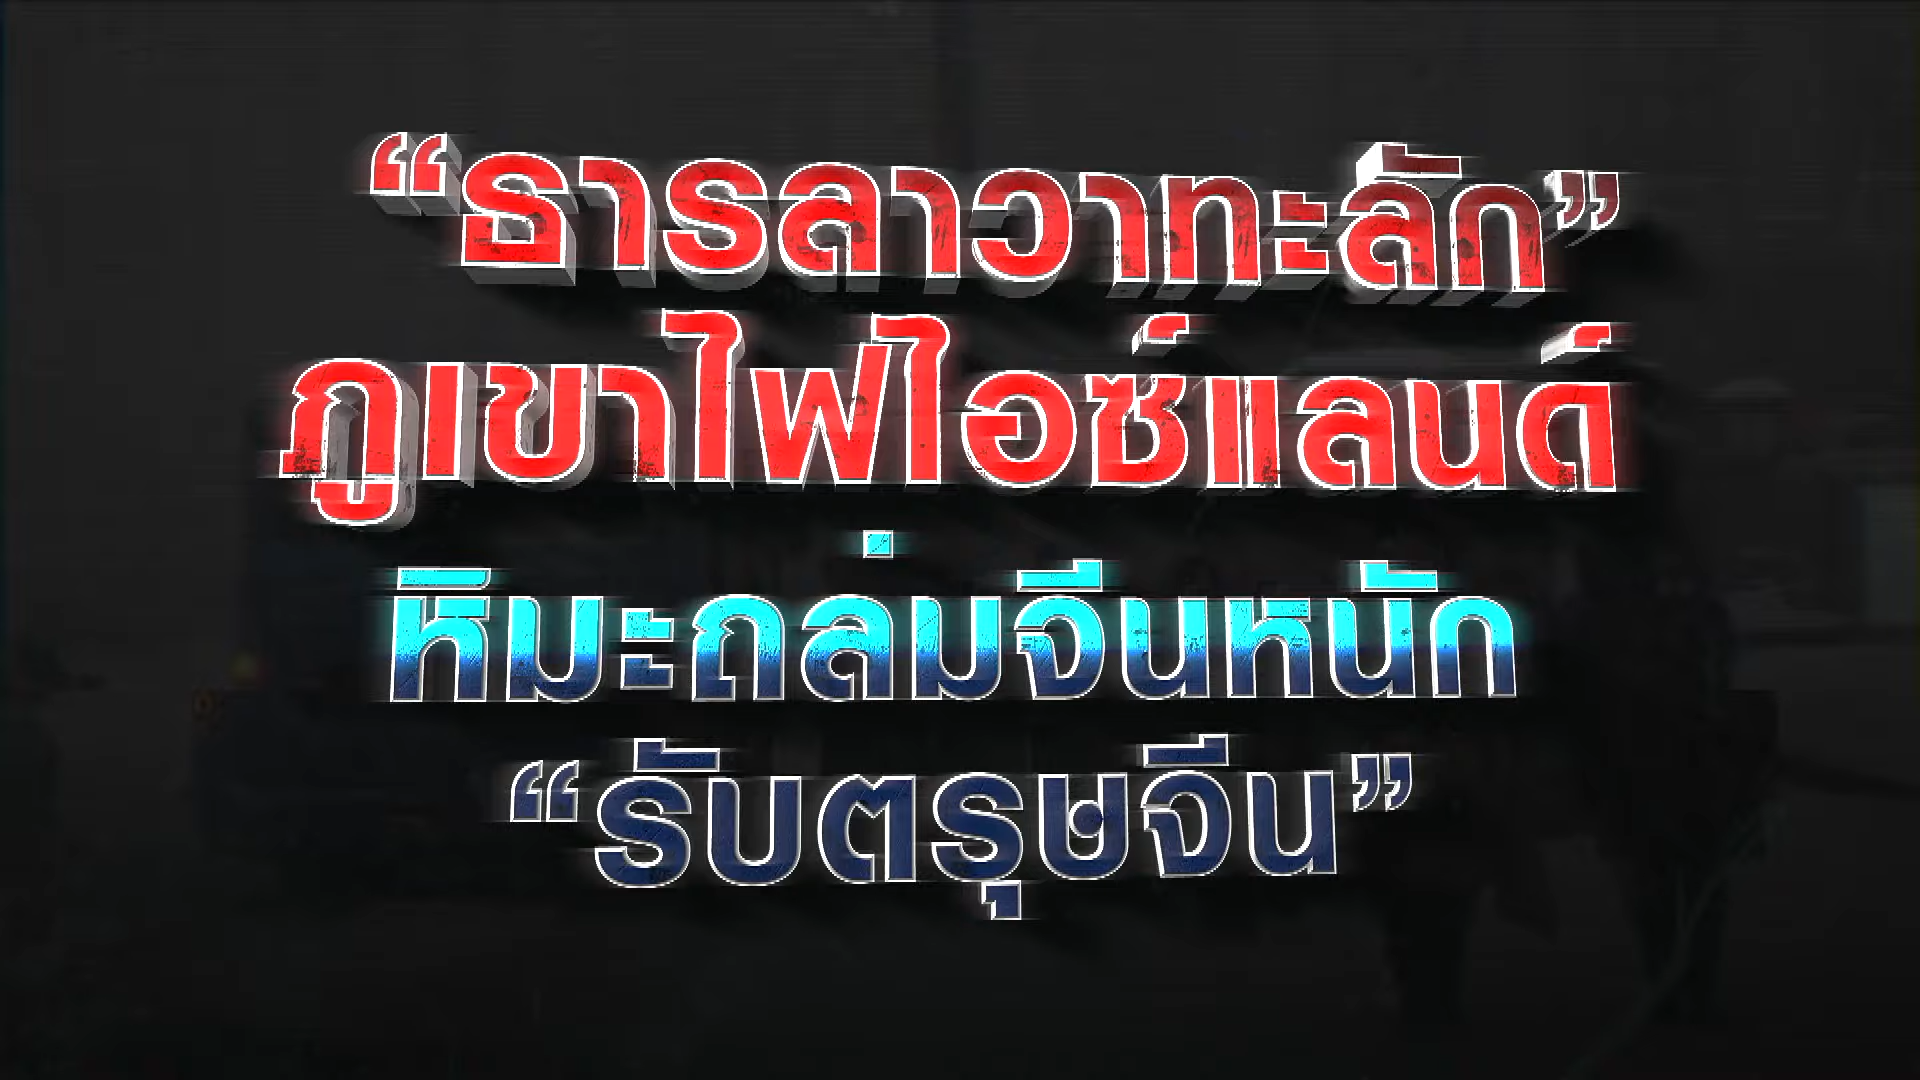 “ธารลาวาทะลัก”
ภูเขาไฟไอซ์แลนด์
หิมะถล่มจีนหนัก
“รับตรุษจีน”